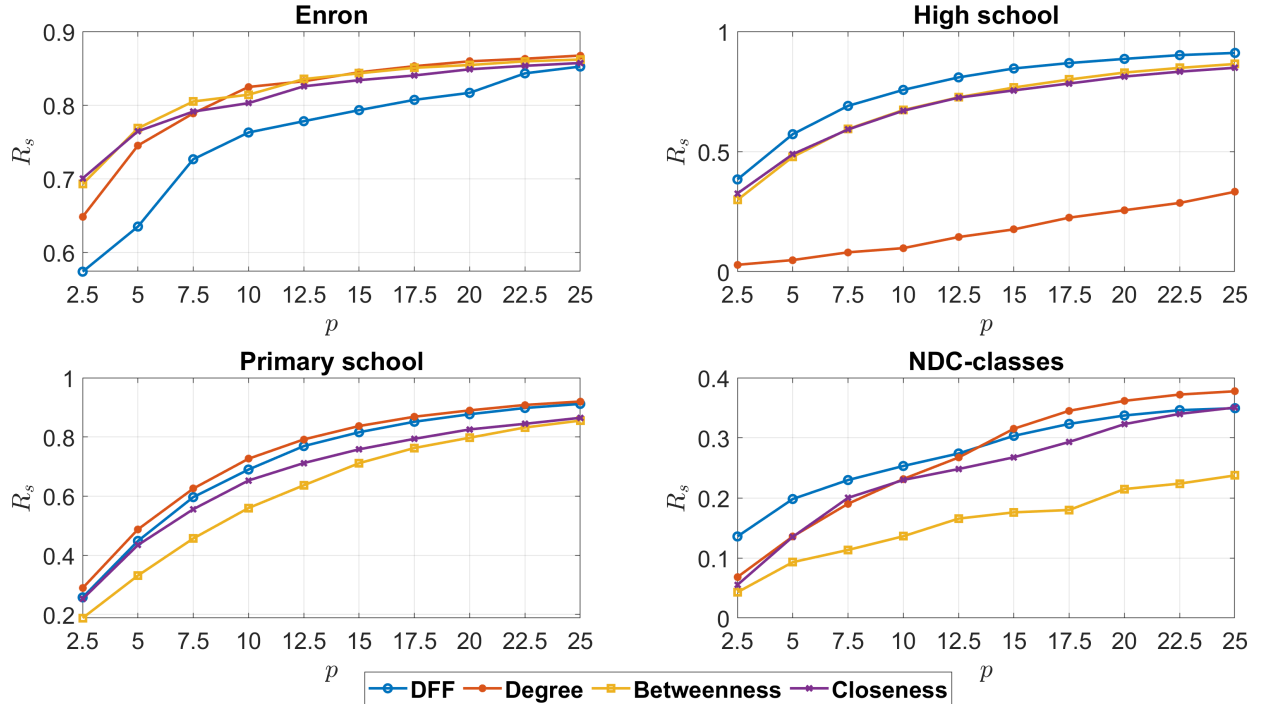 Enron
0.9
0.8
0.7
0.6
R_s
2.5 5 7.5 10 12.5 15 17.5 20 22.5 25
p
High school
1
0.5
0
R_s
2.5 5 7.5 10 12.5 15 17.5 20 22.5 25
p
Primary school
1
0.8
0.6
0.4
0.2
R_s
2.5 5 7.5 10 12.5 15 17.5 20 22.5 25
p
NDC-classes
0.4
0.3
0.2
0.1
0
R_s
2.5 5 7.5 10 12.5 15 17.5 20 22.5 25
p
DFF Degree Betweenness Closeness